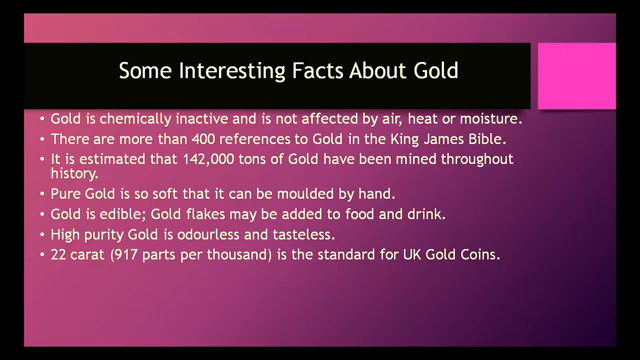 Some Interesting Facts About Gold
• Gold is chemically inactive and is not affected by air, heat or moisture.
• There are more than 400 references to Gold in the King James Bible.
• It is estimated that 142,000 tons of Gold have been mined throughout
history.
• Pure Gold is so soft that it can be moulded by hand.
• Gold is edible; Gold flakes may be added to food and drink.
• High purity Gold is odourless and tasteless.
• 22 carat (917 parts per thousand) is the standard for UK Gold Coins.